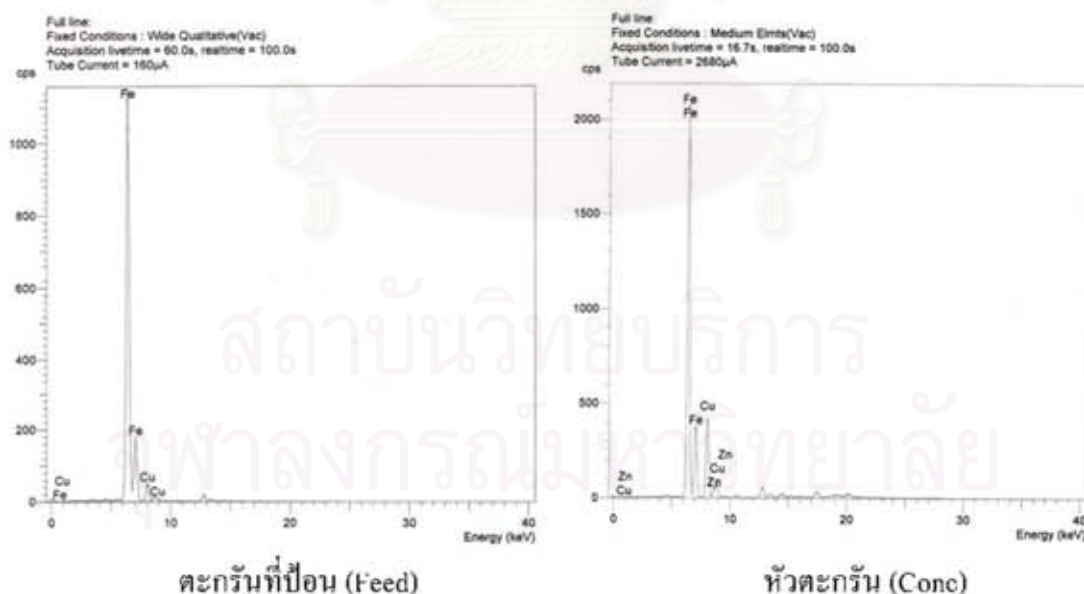 Full line:
Fixed Conditions : Wide Qualitative(Vac)
Acquisition livetime = 60.0s, realtime = 100.0s
Tube Current = 160µA
cps
Fe
1000
800
600
400
200
0
Fe
Cu
Cu
Cu
Fe
0 10 20 30 40
Energy (keV)
ตะกรันที่ป้อน (Feed)
Full line:
Fixed Conditions : Medium Elmts(Vac)
Acquisition livetime = 16.7s, realtime = 100.0s
Tube Current = 2680µA
cps
Fe
Fe
2000
1500
1000
500
0
Cu
Fe
Zn
Cu
Zn
Zn
Cu
0 10 20 30 40
Energy (keV)
หัวตะกรัน (Conc)
สถาบันวิทยบริการ
จุฬาลงกรณ์มหาวิทยาลัย